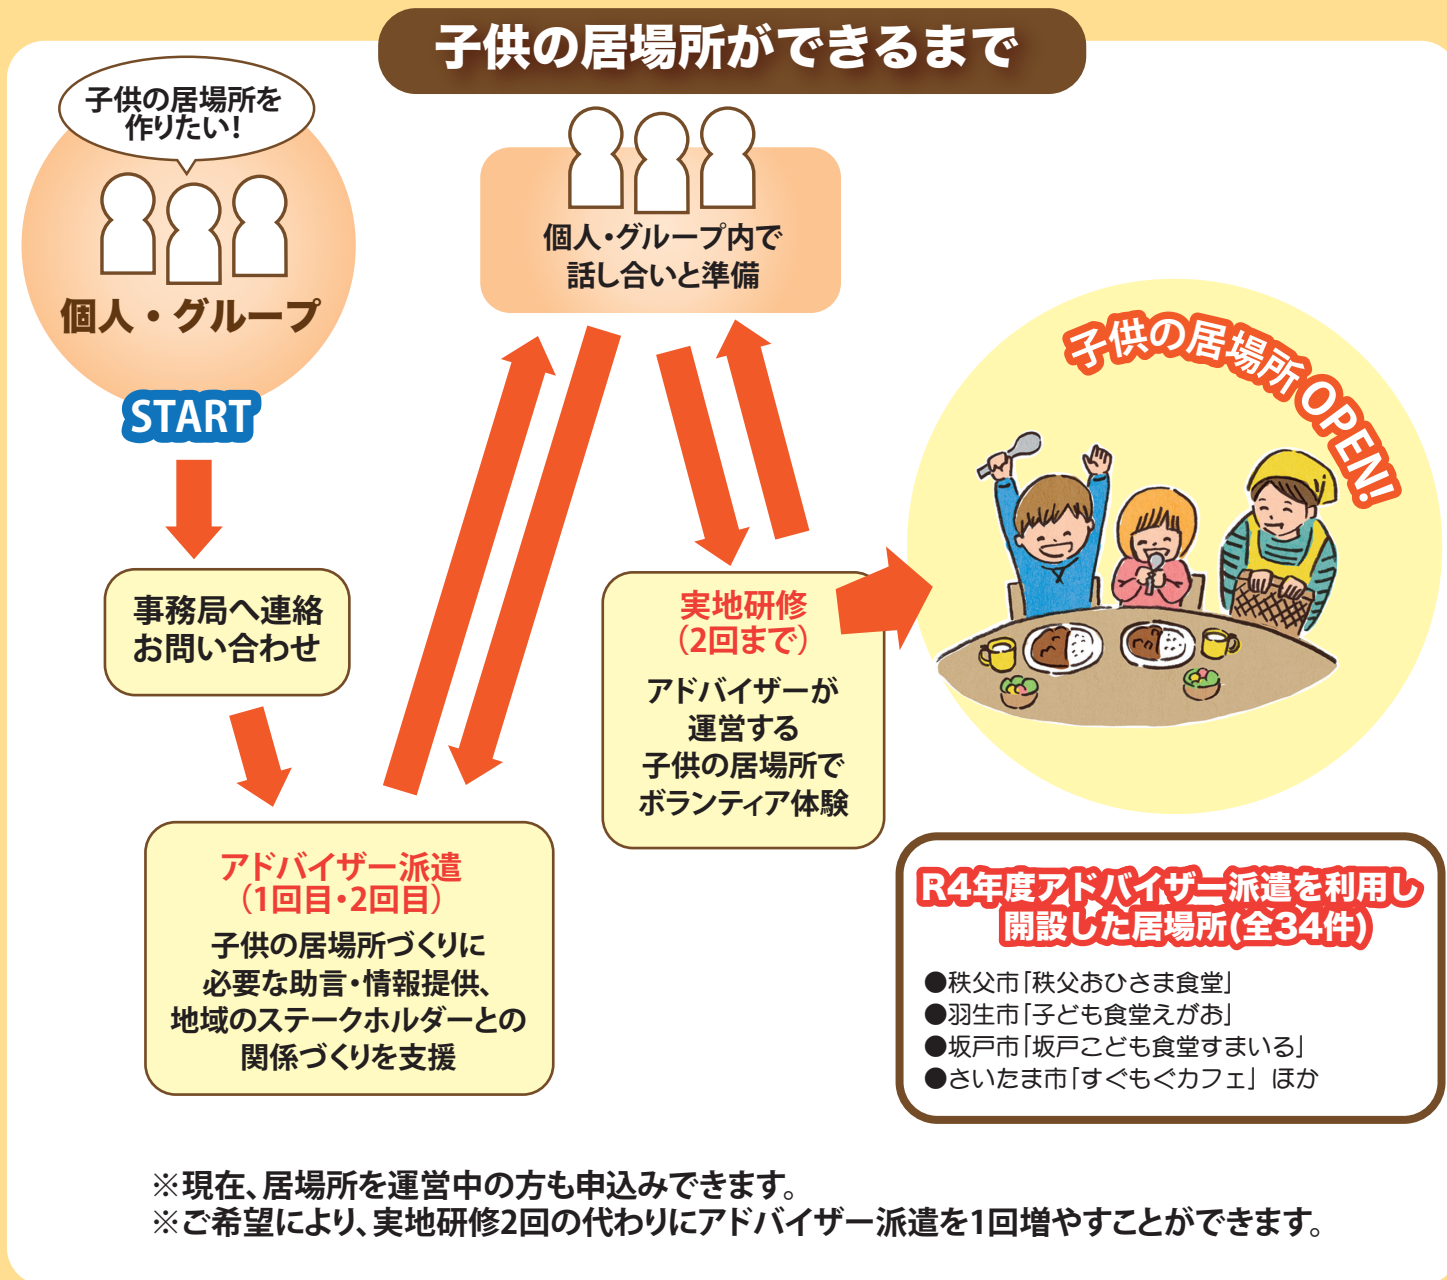 子供の居場所ができるまで
子供の居場所を
作りたい！
個人・グループ
START
事務局へ連絡
お問い合わせ
アドバイザー派遣
（1回目・2回目）
子供の居場所づくりに
必要な助言・情報提供、
地域のステークホルダーとの
関係づくりを支援
個人・グループ内で
話し合いと準備
実地研修
（2回まで）
アドバイザーが
運営する
子供の居場所で
ボランティア体験
子供の居場所 OPEN!
R4年度アドバイザー派遣を利用し
開設した居場所(全34件)
●秩父市「秩父おひさま食堂」
●羽生市「子ども食堂えがお」
●坂戸市「坂戸こども食堂すまいる」
●さいたま市「すぐもぐカフェ」ほか
※現在、居場所を運営中の方も申込みできます。
※ご希望により、実地研修2回の代わりにアドバイザー派遣を1回増やすことができます。